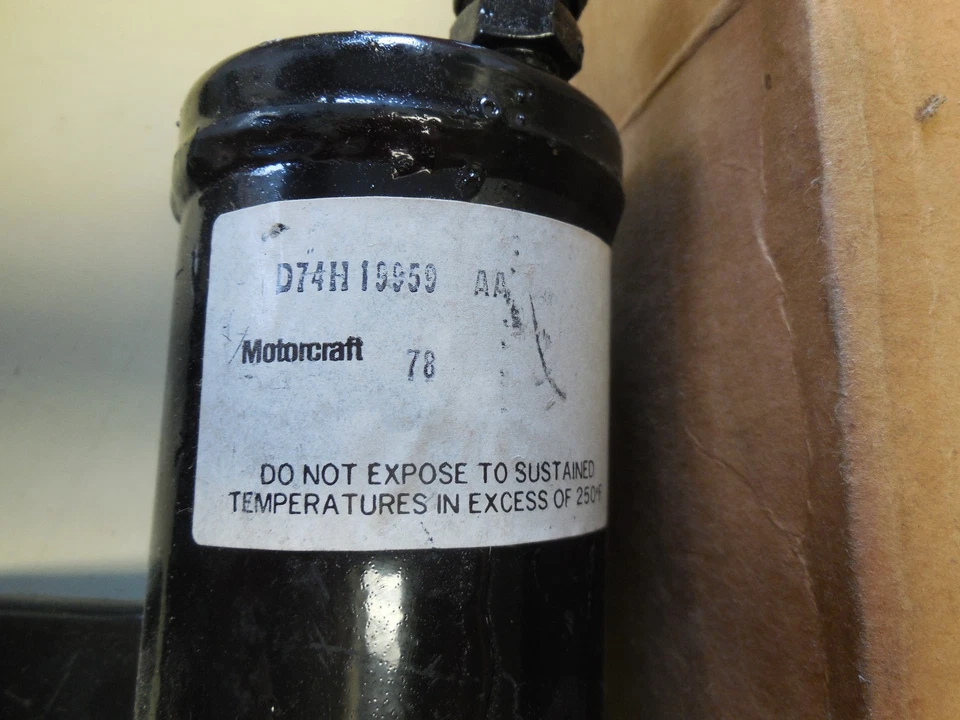 D74H 19959 AA
Motorcraft 78
DO NOT EXPOSE TO SUSTAINED
TEMPERATURES IN EXCESS OF 250°F